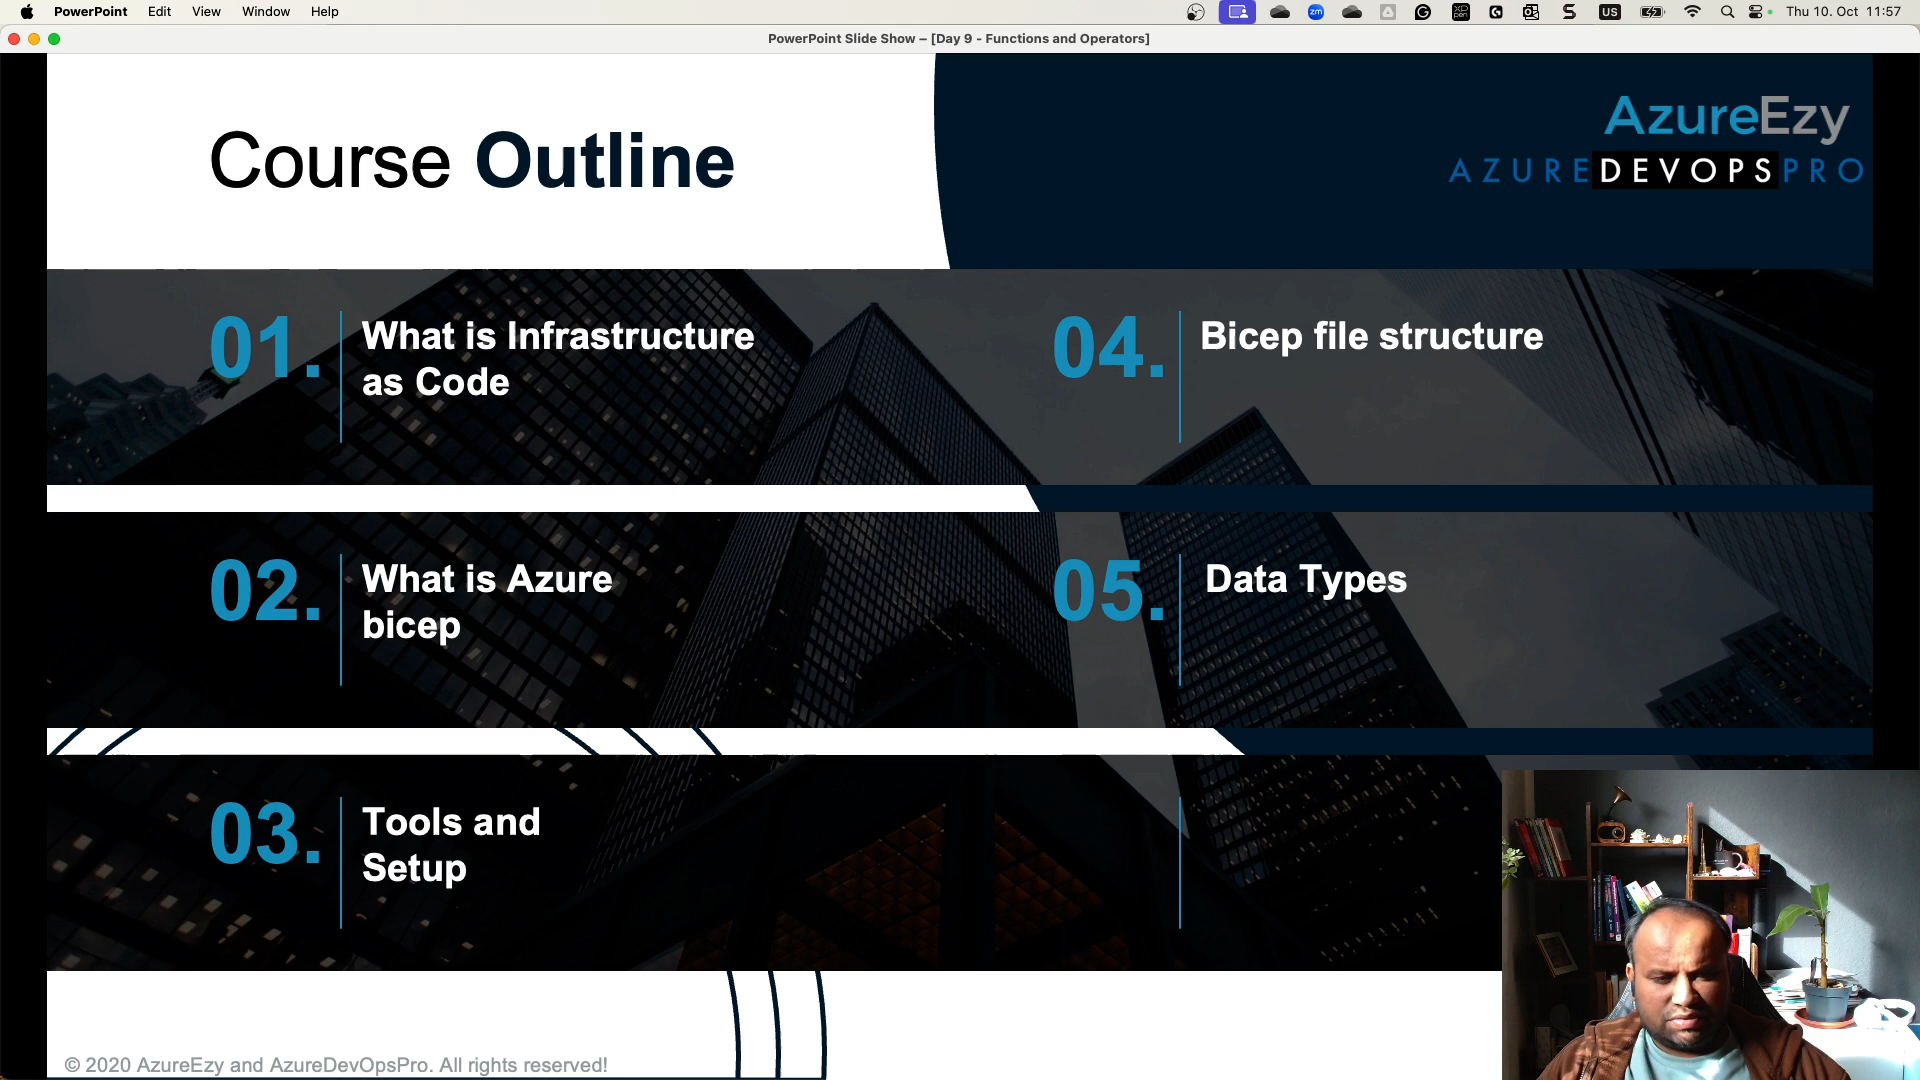 PowerPoint Edit View Window Help
zm
US
Thu 10. Oct 11:57
PowerPoint Slide Show – [Day 9 - Functions and Operators]
Course Outline
AzureEzy
AZUREDEVOPSPRO
01.
What is Infrastructure
as Code
04.
Bicep file structure
02.
What is Azure
bicep
05.
Data Types
03.
Tools and
Setup
© 2020 AzureEzy and AzureDevOpsPro. All rights reserved!